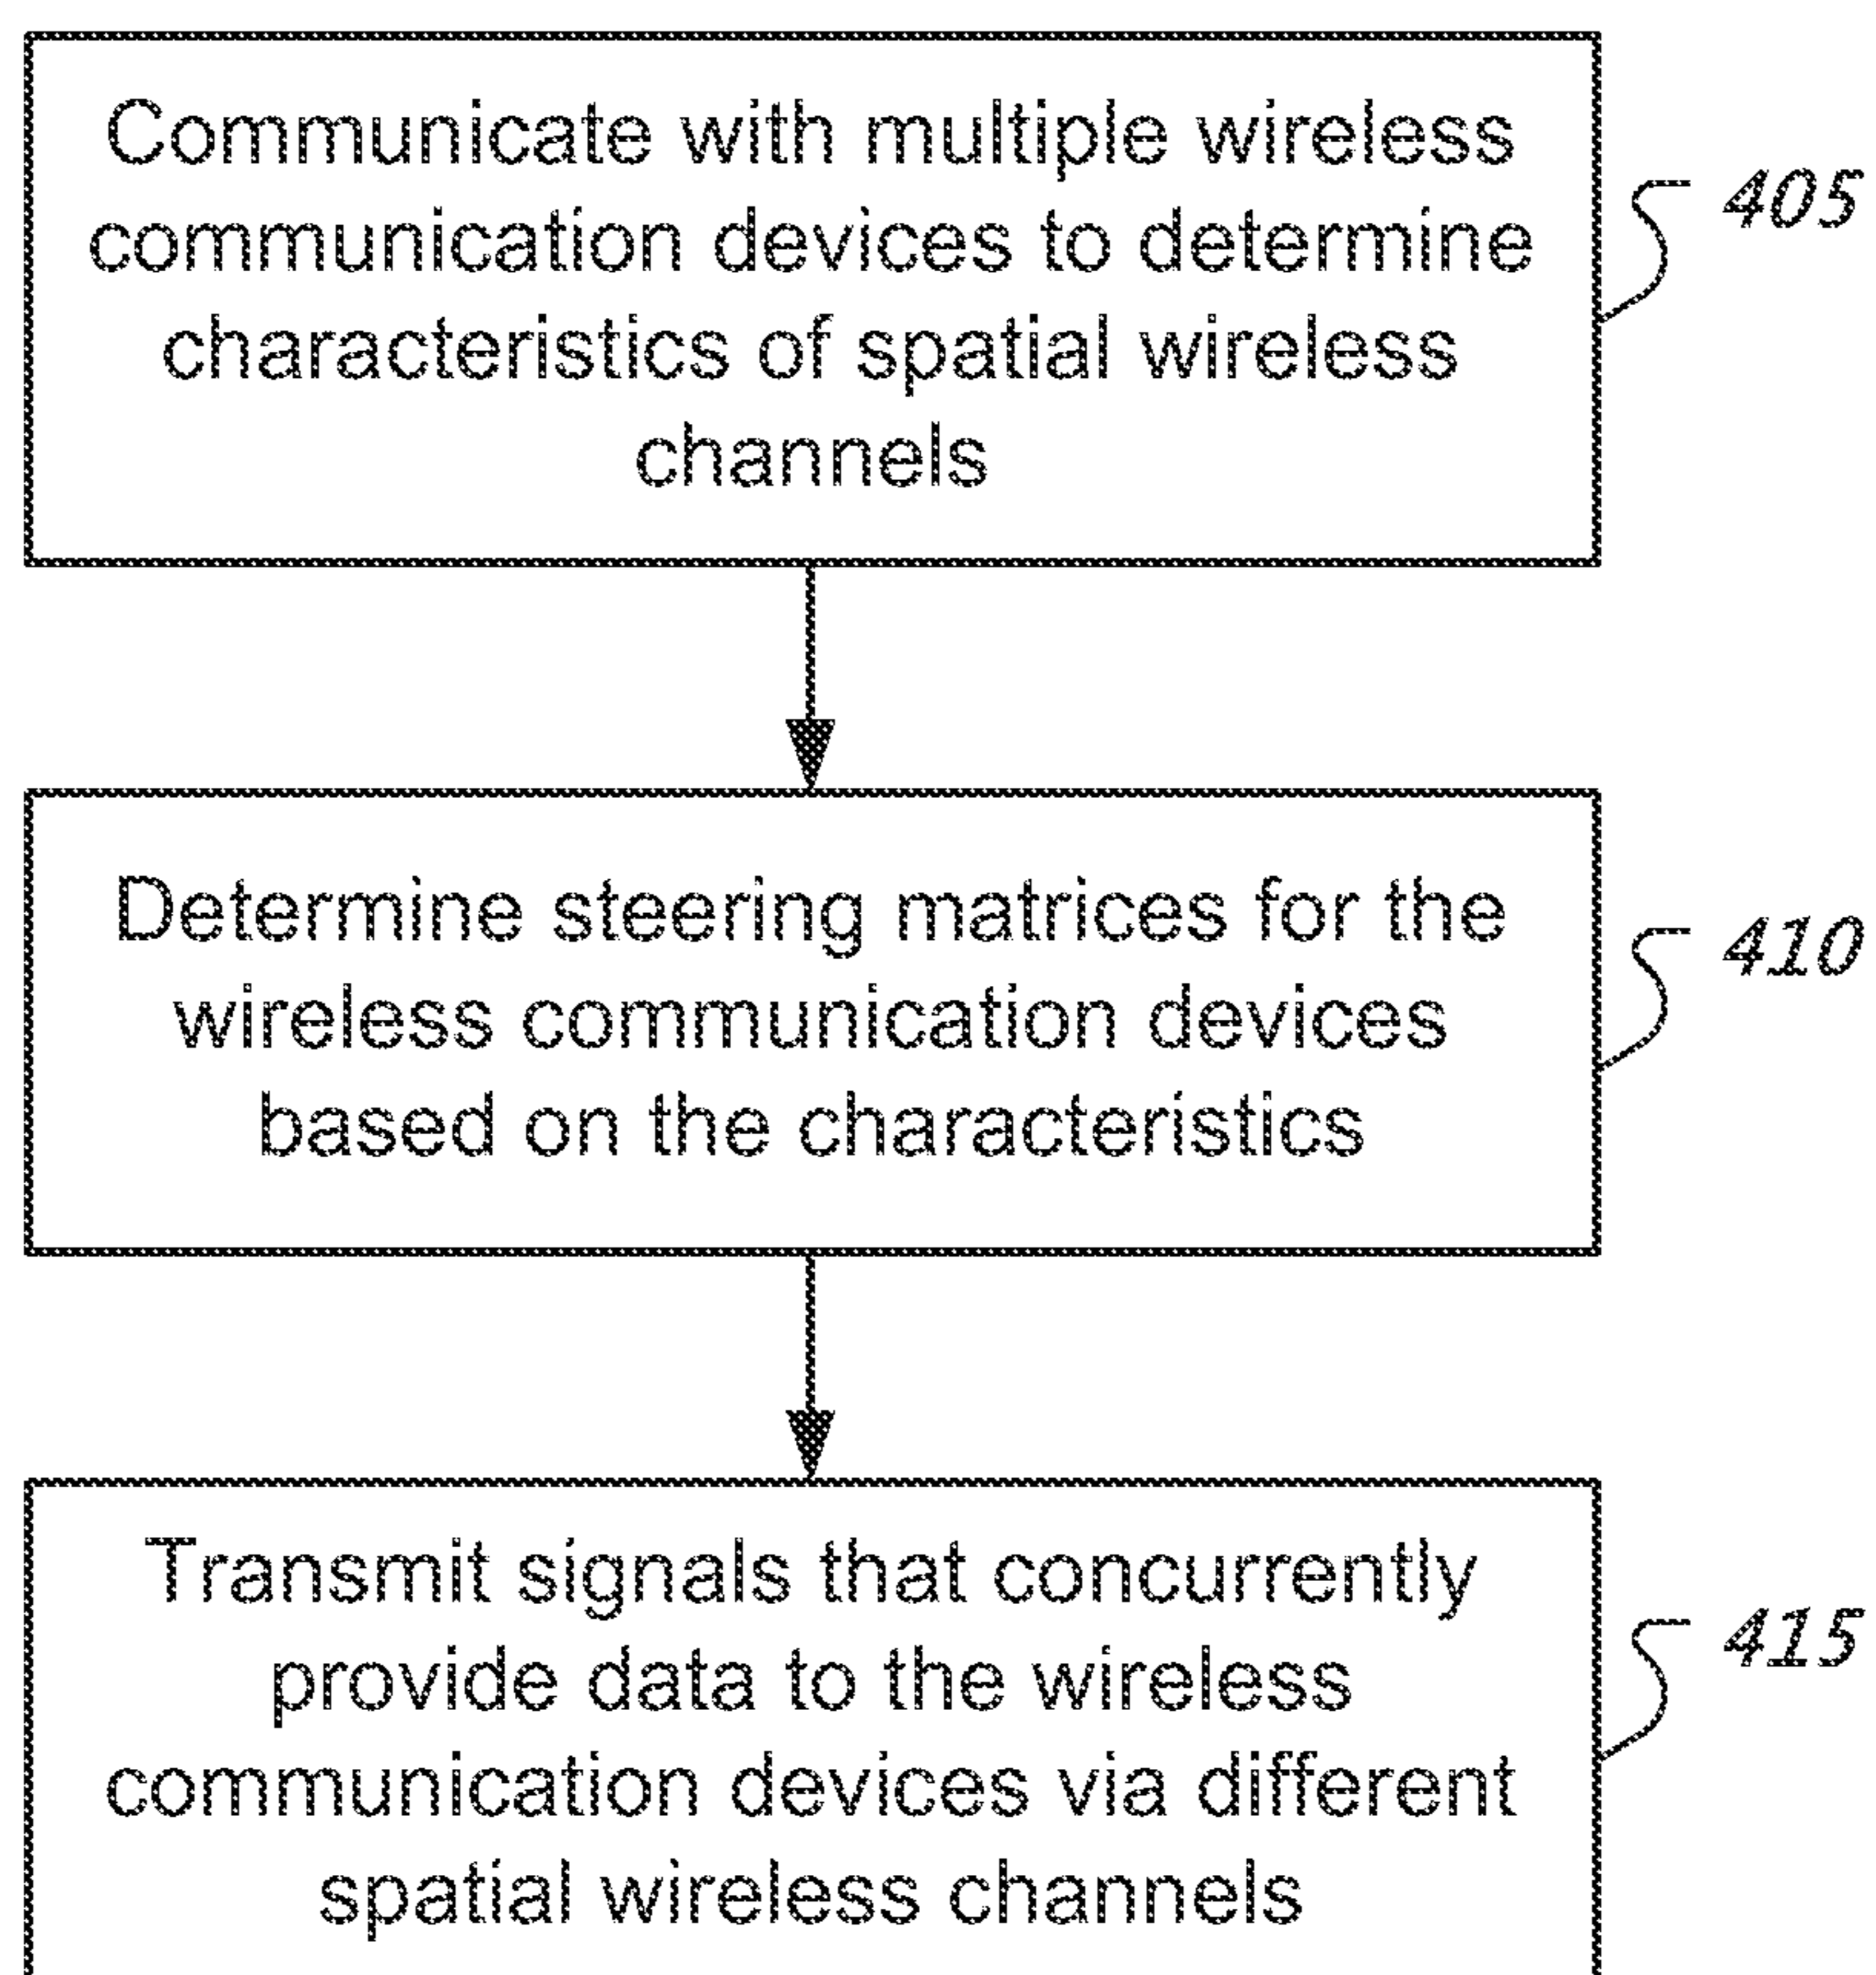 Communicate with multiple wireless
communication devices to determine
characteristics of spatial wireless
channels
405
Determine steering matrices for the
wireless communication devices
based on the characteristics
410
Transmit signals that concurrently
provide data to the wireless
communication devices via different
spatial wireless channels
415